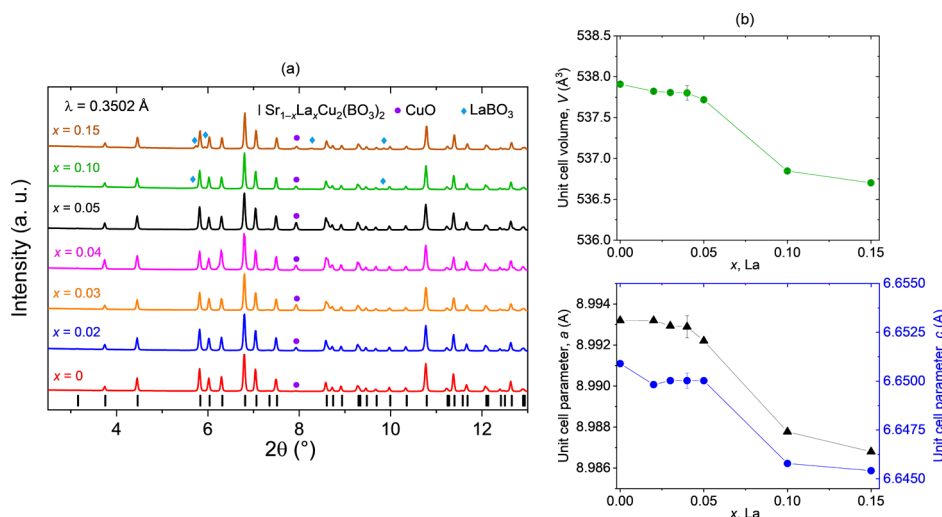 (a)
λ = 0.3502 Å
| Sr₁₋ₓLaₓCu₂(BO₃)₂
CuO
LaBO₃
x = 0.15
x = 0.10
x = 0.05
x = 0.04
x = 0.03
x = 0.02
x = 0
Intensity (a. u.)
4 6 8 10 12
2θ (°)
(b)
538.5
538.0
537.5
537.0
536.5
536.0
Unit cell volume, V (Å³)
0.00 0.05 0.10 0.15
x, La
8.994
8.992
8.990
8.988
8.986
Unit cell parameter, a (Å)
6.6550
6.6525
6.6500
6.6475
6.6450
Unit cell parameter, c (Å)
0.00 0.05 0.10 0.15
x, La